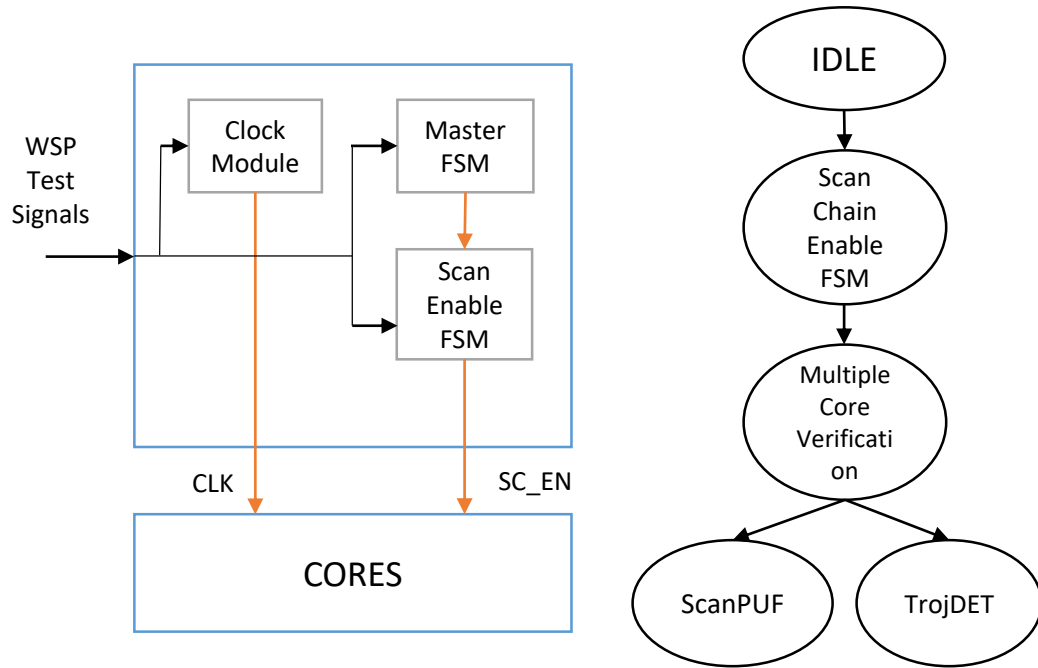 WSP
Test
Signals
Clock
Module
Master
FSM
Scan
Enable
FSM
CLK
SC_EN
CORES
IDLE
Scan
Chain
Enable
FSM
Multiple
Core
Verificati
on
ScanPUF
TrojDET